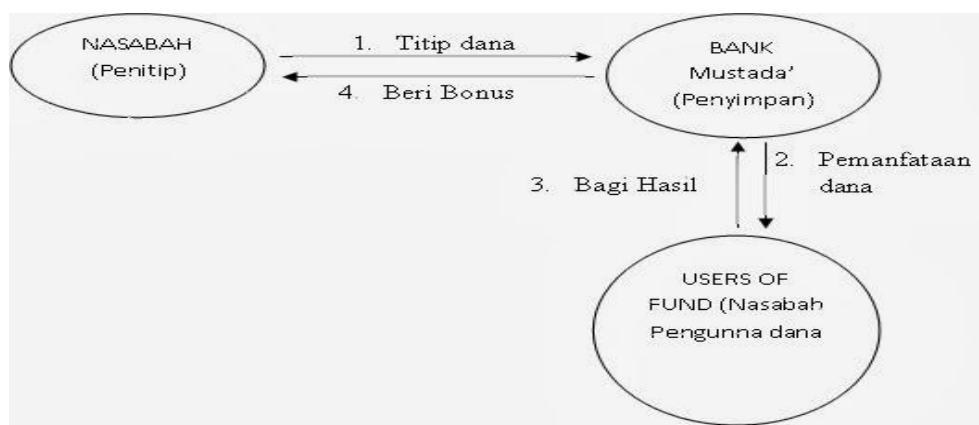 NASABAH
(Penitip)
1. Titip dana
4. Beri Bonus
BANK
Mustada’
(Penyimpan)
2. Pemanfataan
dana
3. Bagi Hasil
USERS OF
FUND (Nasabah
Pengunna dana